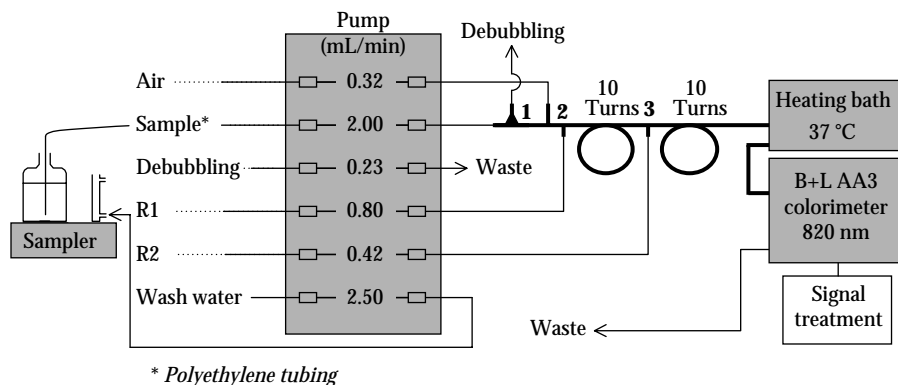 Pump
(mL/min)
Debubbling
Air 0.32
Sample* 2.00
Debubbling 0.23 Waste
R1 0.80
R2 0.42
Wash water 2.50
Sampler
1 2 3
10
Turns
10
Turns
Heating bath
37 °C
B+L AA3
colorimeter
820 nm
Signal
treatment
Waste
* Polyethylene tubing